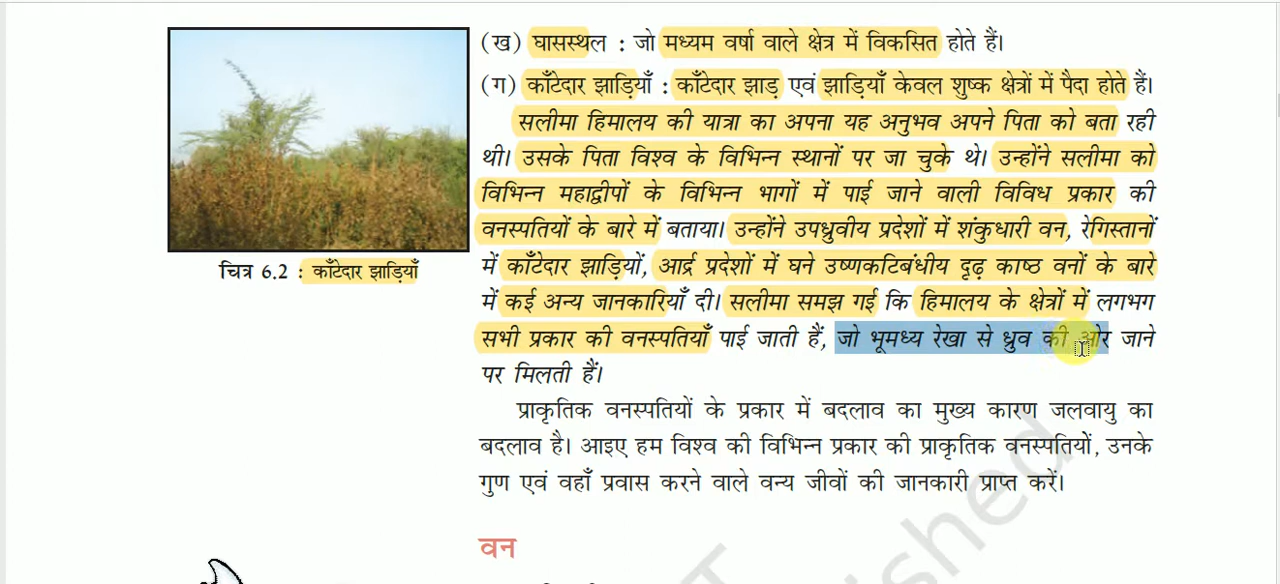 (ख) घासस्थल : जो मध्यम वर्षा वाले क्षेत्र में विकसित होते हैं।
(ग) काँटेदार झाड़ियाँ : काँटेदार झाड़ एवं झाड़ियाँ केवल शुष्क क्षेत्रों में पैदा होते हैं।
सलीमा हिमालय की यात्रा का अपना यह अनुभव अपने पिता को बता रही
थी। उसके पिता विश्व के विभिन्न स्थानों पर जा चुके थे। उन्होंने सलीमा को
विभिन्न महाद्वीपों के विभिन्न भागों में पाई जाने वाली विविध प्रकार की
वनस्पतियों के बारे में बताया। उन्होंने उपध्रुवीय प्रदेशों में शंकुधारी वन, रेगिस्तानों
में काँटेदार झाड़ियों, आर्द्र प्रदेशों में घने उष्णकटिबंधीय दृढ़ काष्ठ वनों के बारे
में कई अन्य जानकारियाँ दी। सलीमा समझ गई कि हिमालय के क्षेत्रों में लगभग
सभी प्रकार की वनस्पतियाँ पाई जाती हैं, जो भूमध्य रेखा से ध्रुव की ओर जाने
पर मिलती हैं।
प्राकृतिक वनस्पतियों के प्रकार में बदलाव का मुख्य कारण जलवायु का
बदलाव है। आइए हम विश्व की विभिन्न प्रकार की प्राकृतिक वनस्पतियों, उनके
गुण एवं वहाँ प्रवास करने वाले वन्य जीवों की जानकारी प्राप्त करें।
वन
चित्र 6.2 : काँटेदार झाड़ियाँ